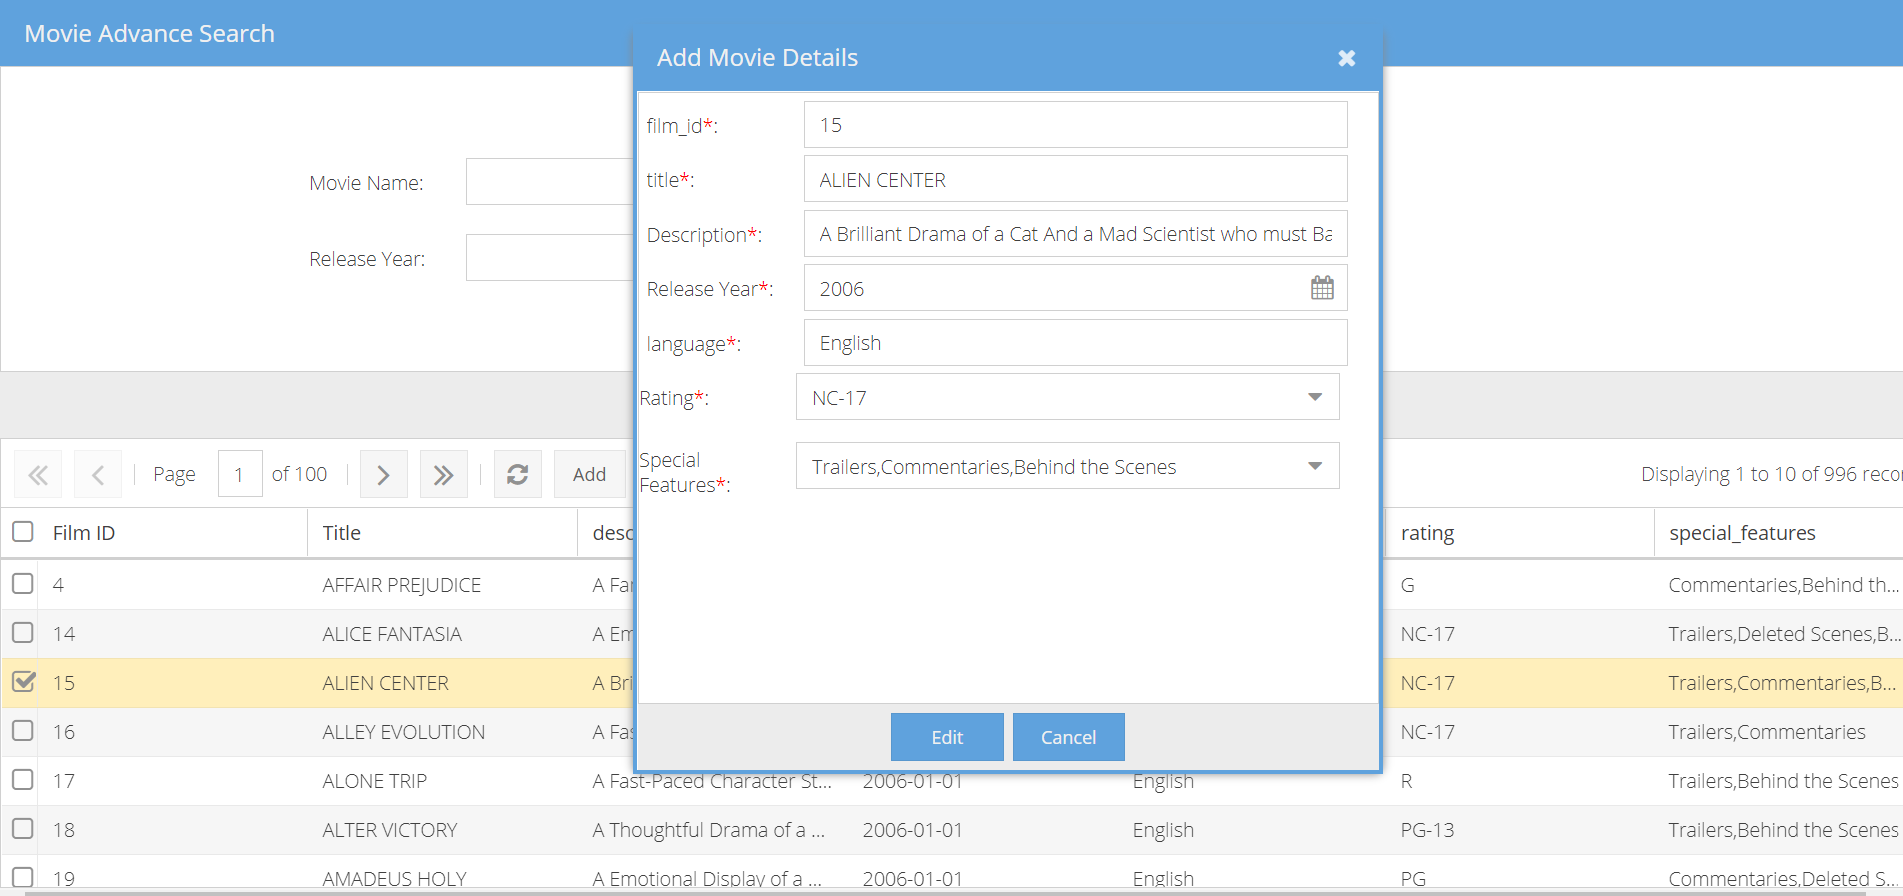 Movie Advance Search
Movie Name:
Release Year:
Add Movie Details
film_id*: 15
title*: ALIEN CENTER
Description*: A Brilliant Drama of a Cat And a Mad Scientist who must Ba
Release Year*: 2006
language*: English
Rating*: NC-17
Special Features*: Trailers,Commentaries,Behind the Scenes
Edit Cancel
Page 1 of 100 Add Displaying 1 to 10 of 996 reco
Film ID Title desc rating special_features
4 AFFAIR PREJUDICE A Fa G Commentaries,Behind th...
14 ALICE FANTASIA A Em NC-17 Trailers,Deleted Scenes,B...
15 ALIEN CENTER A Bri NC-17 Trailers,Commentaries,B...
16 ALLEY EVOLUTION A Fas NC-17 Trailers,Commentaries
17 ALONE TRIP A Fast-Paced Character St... 2006-01-01 English R Trailers,Behind the Scenes
18 ALTER VICTORY A Thoughtful Drama of a ... 2006-01-01 English PG-13 Trailers,Behind the Scenes
19 AMADEUS HOLY A Emotional Display of a ... 2006-01-01 English PG Commentaries,Deleted S...